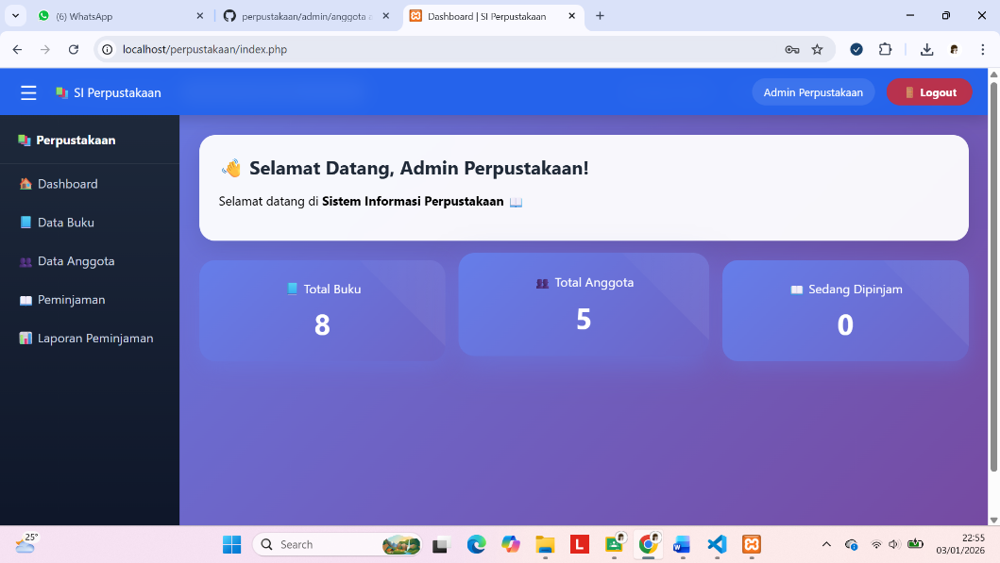 (6) WhatsApp
perpustakaan/admin/anggota a
Dashboard | SI Perpustakaan
localhost/perpustakaan/index.php
SI Perpustakaan
Admin Perpustakaan
Logout
Perpustakaan
Dashboard
Data Buku
Data Anggota
Peminjaman
Laporan Peminjaman
Selamat Datang, Admin Perpustakaan!
Selamat datang di Sistem Informasi Perpustakaan
Total Buku
8
Total Anggota
5
Sedang Dipinjam
0
25°
Search
22:55
03/01/2026